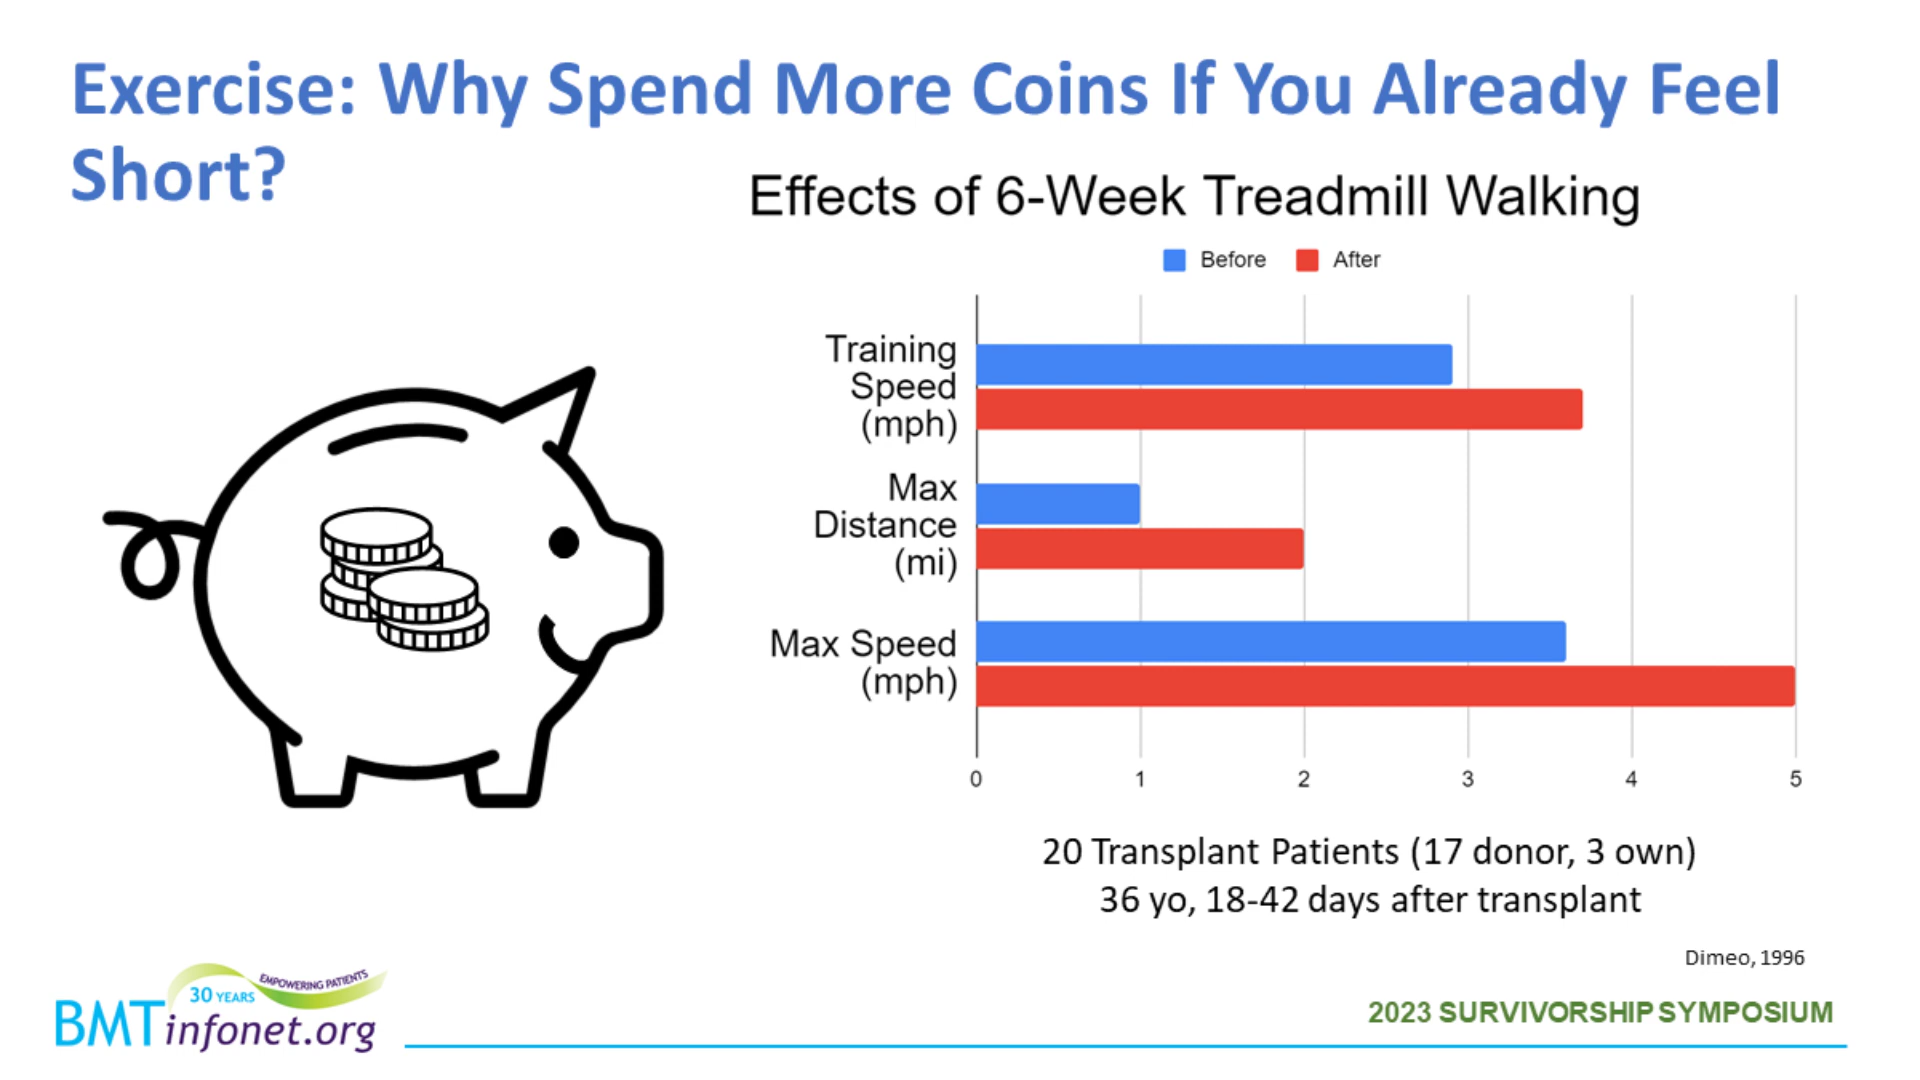 Exercise: Why Spend More Coins If You Already Feel
Short?
Effects of 6-Week Treadmill Walking
Before After
Training
Speed
(mph)
Max
Distance
(mi)
Max Speed
(mph)
0 1 2 3 4 5
20 Transplant Patients (17 donor, 3 own)
36 yo, 18-42 days after transplant
Dimeo, 1996
30 YEARS
EMPOWERING PATIENTS
BMTinfonet.org
2023 SURVIVORSHIP SYMPOSIUM